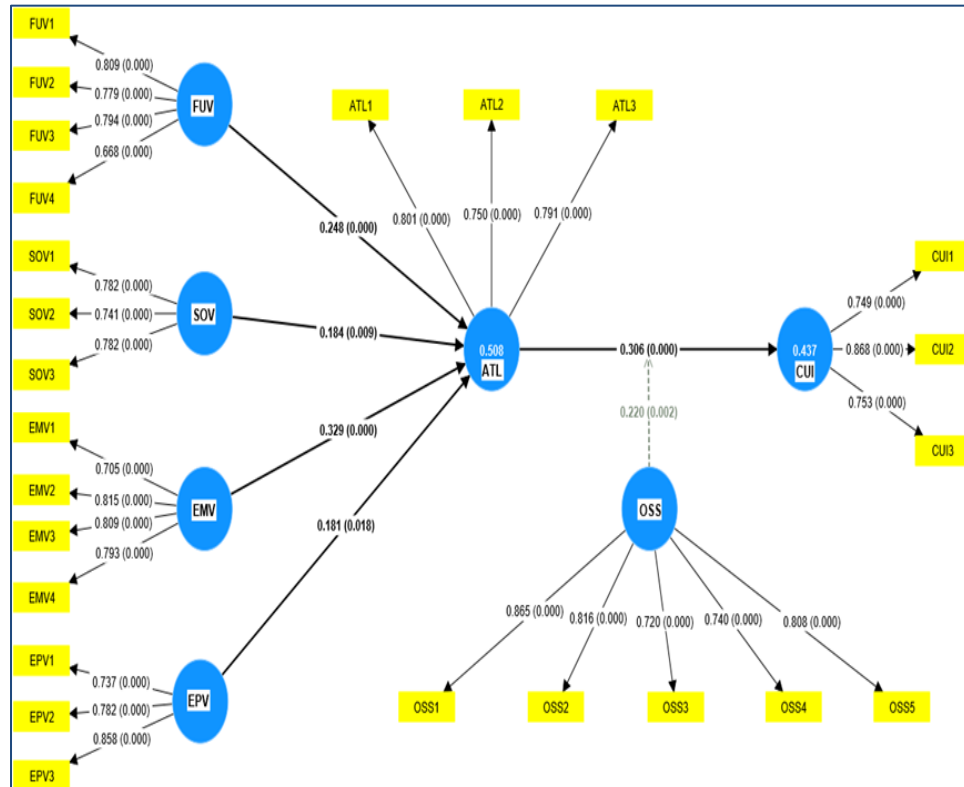 FUV1
0.809 (0.000)
FUV2
0.779 (0.000)
FUV3
0.794 (0.000)
0.668 (0.000)
FUV4
FUV
ATL1
ATL2
ATL3
0.801 (0.000)
0.750 (0.000)
0.791 (0.000)
0.248 (0.000)
SOV1
0.782 (0.000)
SOV2
0.741 (0.000)
0.782 (0.000)
SOV3
SOV
0.184 (0.009)
0.508
ATL
0.306 (0.000)
0.437
CUI
CUI1
0.749 (0.000)
0.868 (0.000)
CUI2
0.753 (0.000)
CUI3
0.220 (0.002)
EMV1
0.705 (0.000)
EMV2
0.815 (0.000)
0.809 (0.000)
EMV3
0.793 (0.000)
EMV4
EMV
0.329 (0.000)
0.181 (0.018)
OSS
0.865 (0.000)
0.816 (0.000)
0.720 (0.000)
0.740 (0.000)
0.808 (0.000)
OSS1
OSS2
OSS3
OSS4
OSS5
EPV1
0.737 (0.000)
EPV2
0.782 (0.000)
0.858 (0.000)
EPV3
EPV